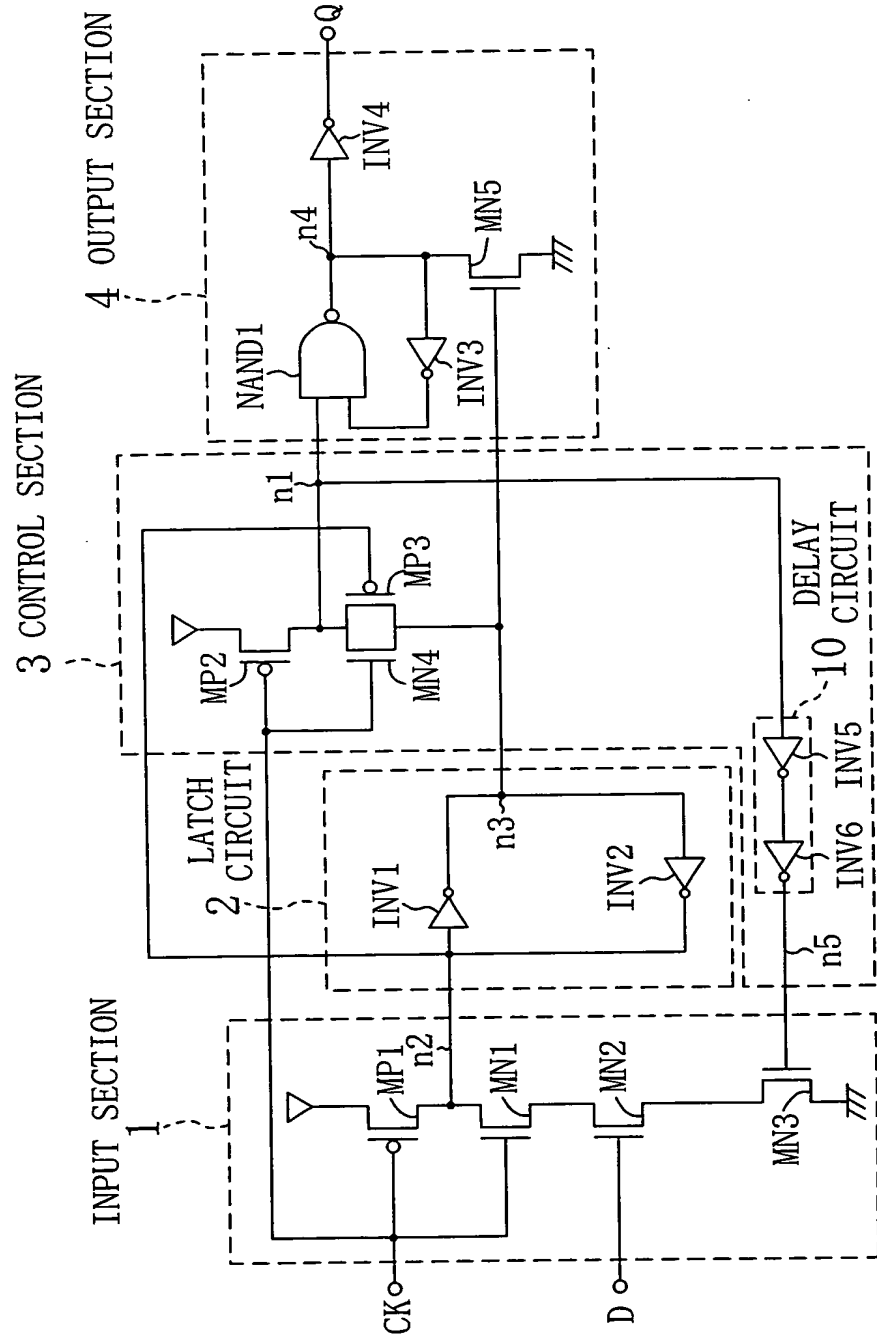 INPUT SECTION
1
LATCH
CIRCUIT
2
3 CONTROL SECTION
4 OUTPUT SECTION
CK
D
Q
MP1
MN1
MN2
MN3
n2
INV1
INV2
n3
MP2
MN4
MP3
n1
NAND1
n4
INV4
INV3
MN5
DELAY
CIRCUIT
10
INV5
INV6
n5